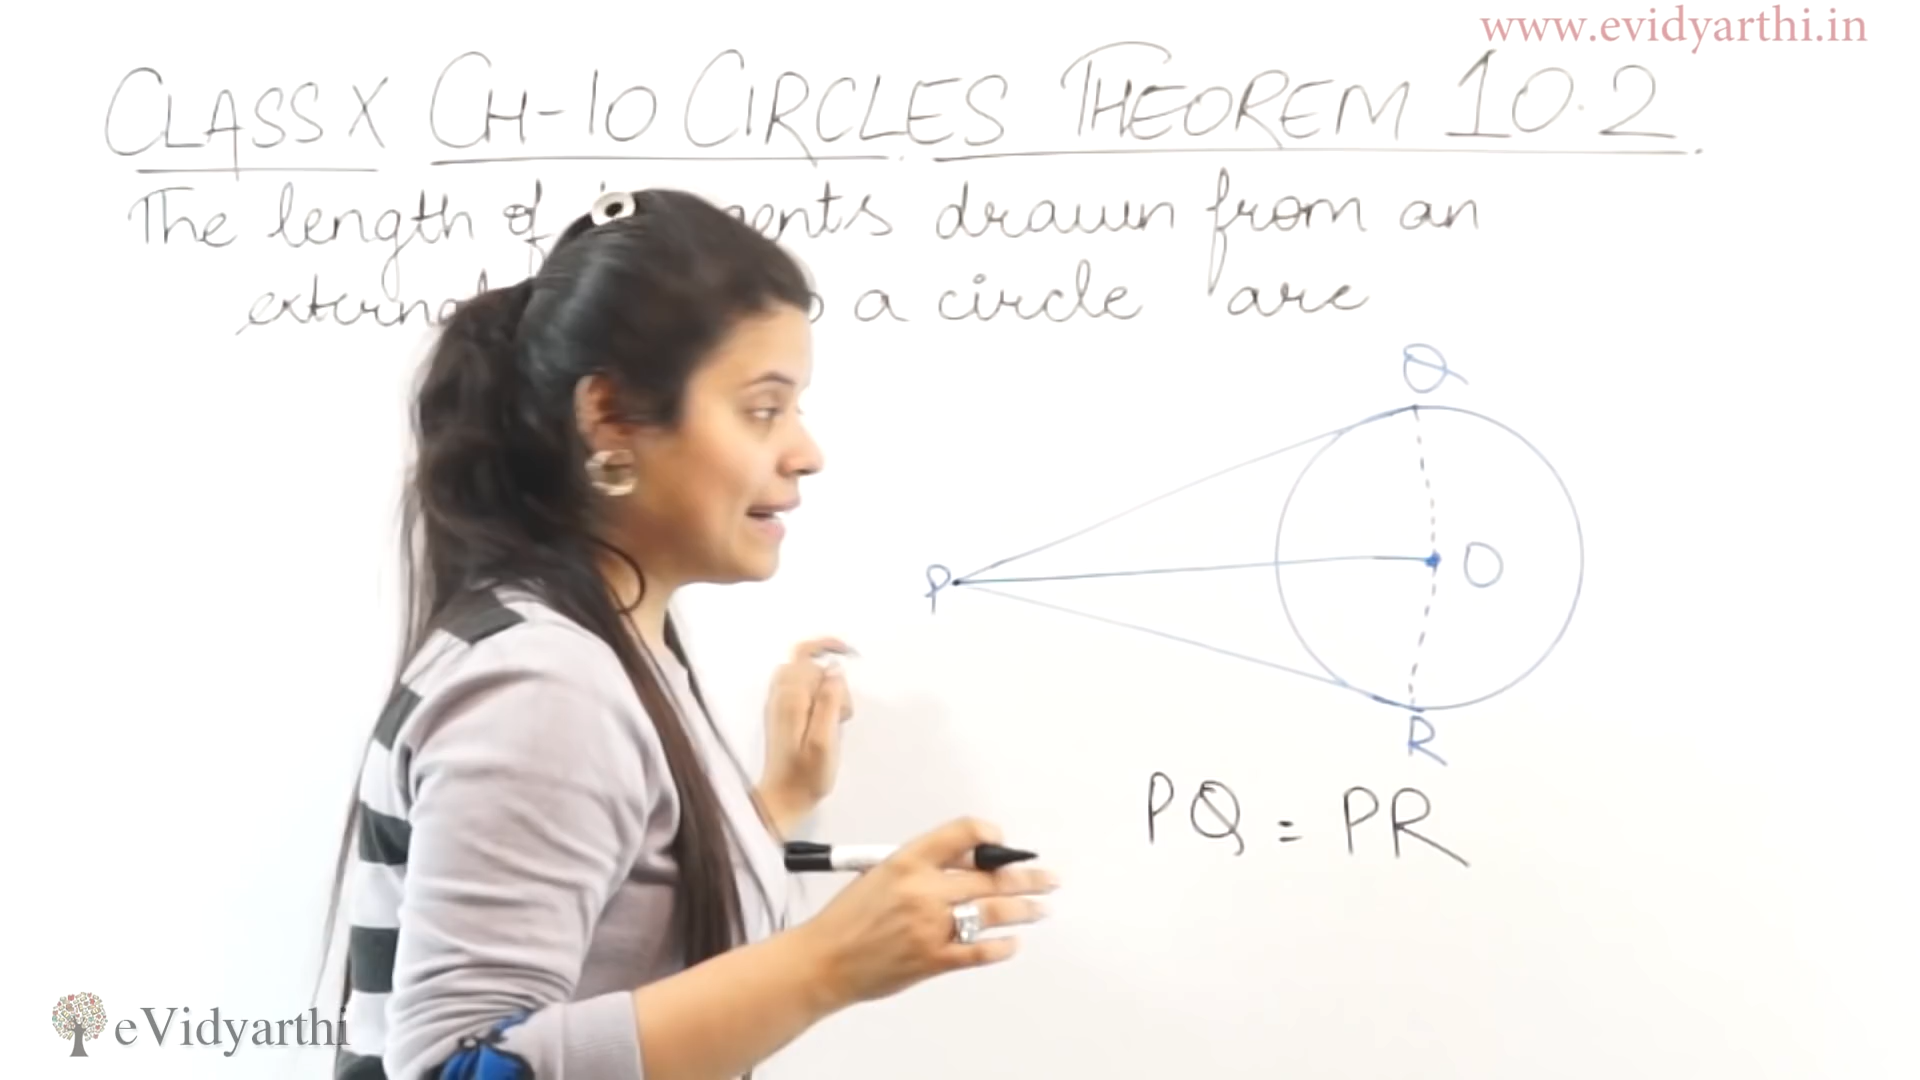 www.evidyarthi.in
CLASS X CH-10 CIRCLES THEOREM 10.2
The length of drawn from an
a circle are
Q
P
O
R
PQ = PR
eVidyarthi